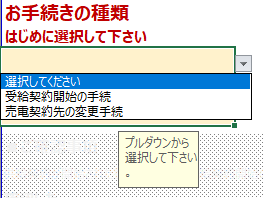 お手続きの種類
はじめに選択して下さい
選択してください
受給契約開始の手続
売電契約先の変更手続
プルダウンから
選択して下さい
。